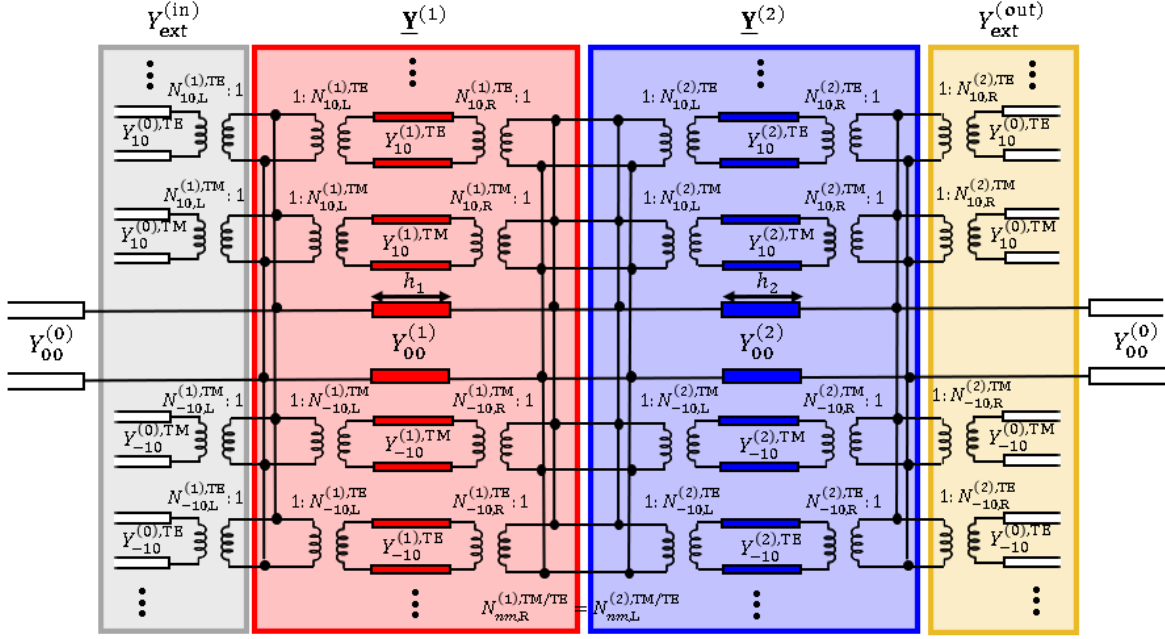 Y_ext^(in) Y^(1) Y^(2) Y_ext^(out)
N_10,L^(1),TE : 1 1: N_10,L^(1),TE N_10,R^(1),TE : 1 1: N_10,L^(2),TE N_10,R^(2),TE : 1 1: N_10,R^(2),TE
Y_10^(0),TE Y_10^(1),TE Y_10^(2),TE Y_10^(0),TE
N_10,L^(1),TM : 1 1: N_10,L^(1),TM N_10,R^(1),TM : 1 1: N_10,L^(2),TM N_10,R^(2),TM : 1 1: N_10,R^(2),TM
Y_10^(0),TM Y_10^(1),TM Y_10^(2),TM Y_10^(0),TM
h_1 h_2
Y_00^(0) Y_00^(1) Y_00^(2) Y_00^(0)
N_-10,L^(1),TM : 1 1: N_-10,L^(1),TM N_-10,R^(1),TM : 1 1: N_-10,L^(2),TM N_-10,R^(2),TM : 1 1: N_-10,R^(2),TM
Y_-10^(0),TM Y_-10^(1),TM Y_-10^(2),TM Y_-10^(0),TM
N_-10,L^(1),TE : 1 1: N_-10,L^(1),TE N_-10,R^(1),TE : 1 1: N_-10,L^(2),TE N_-10,R^(2),TE : 1 1: N_-10,R^(2),TE
Y_-10^(0),TE Y_-10^(1),TE Y_-10^(2),TE Y_-10^(0),TE
N_nm,R^(1),TM/TE = N_nm,L^(2),TM/TE